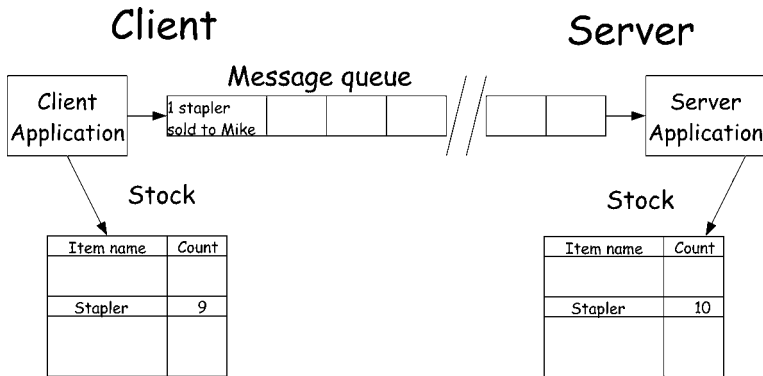 Client
Server
Message queue
Client
Application
1 stapler
sold to Mike
Server
Application
Stock
Stock
Item name Count
Stapler 9
Item name Count
Stapler 10